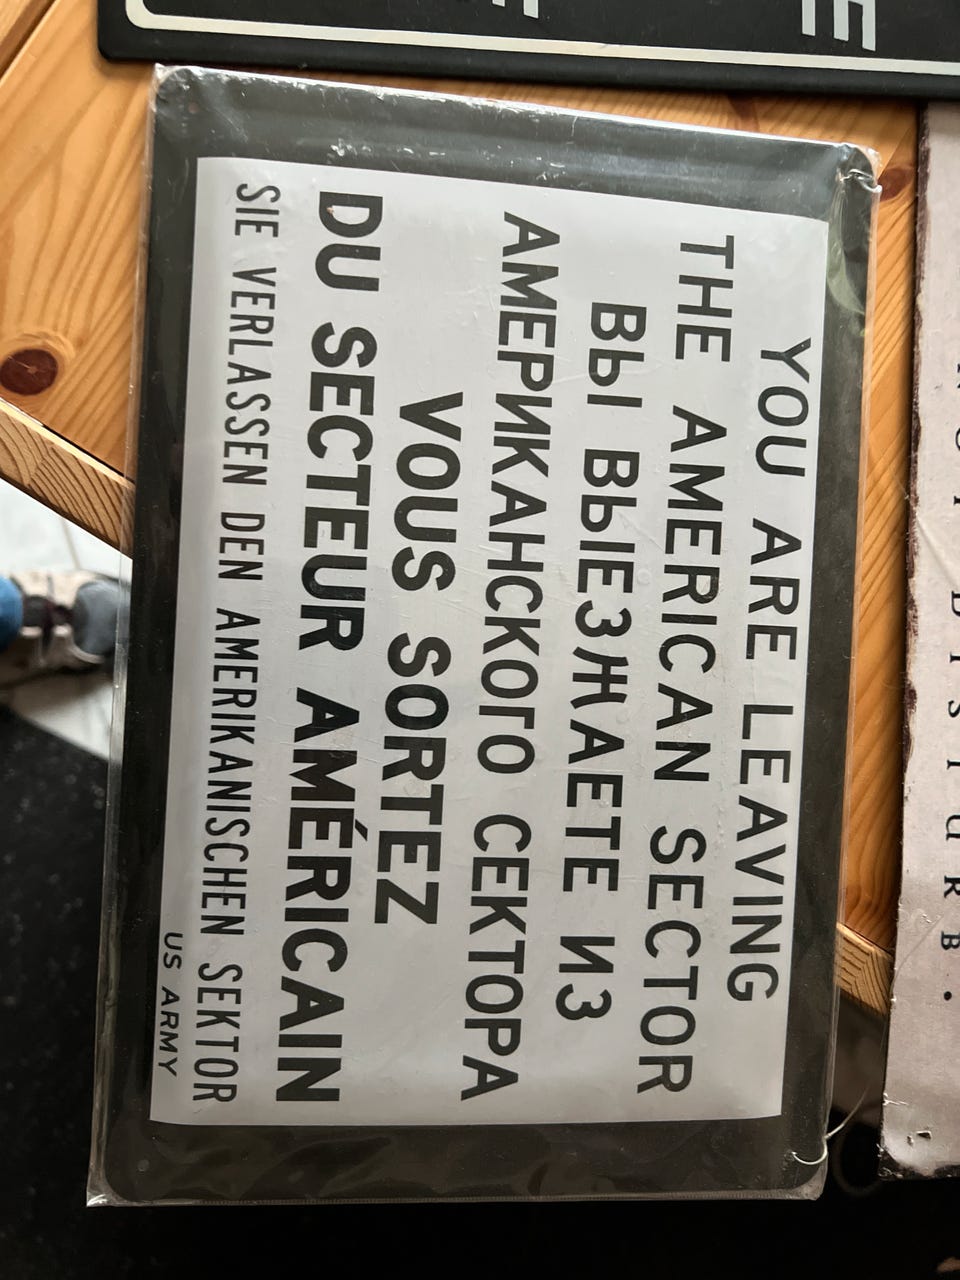 YOU ARE LEAVING
THE AMERICAN SECTOR
ВЫ ВЫЕЗЖАЕТЕ ИЗ
АМЕРИКАНСКОГО СЕКТОРА
VOUS SORTEZ
DU SECTEUR AMÉRICAIN
SIE VERLASSEN DEN AMERIKANISCHEN SEKTOR
US ARMY
DISTURB.